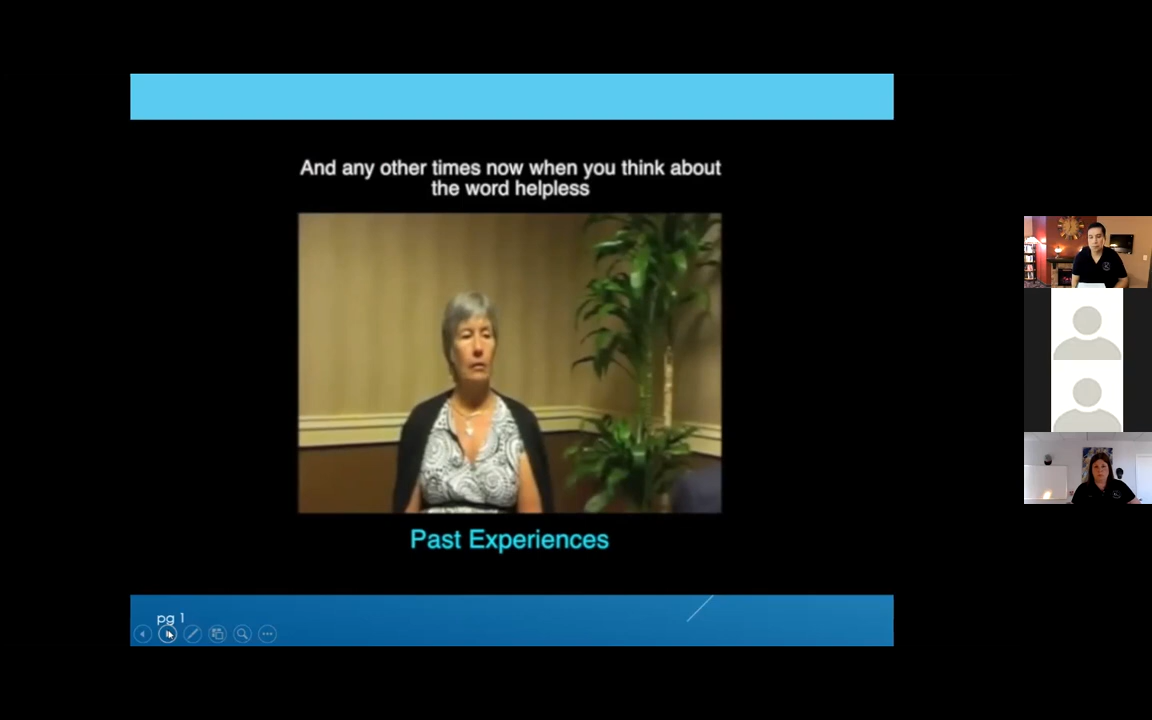 And any other times now when you think about
the word helpless
Past Experiences
pg 1